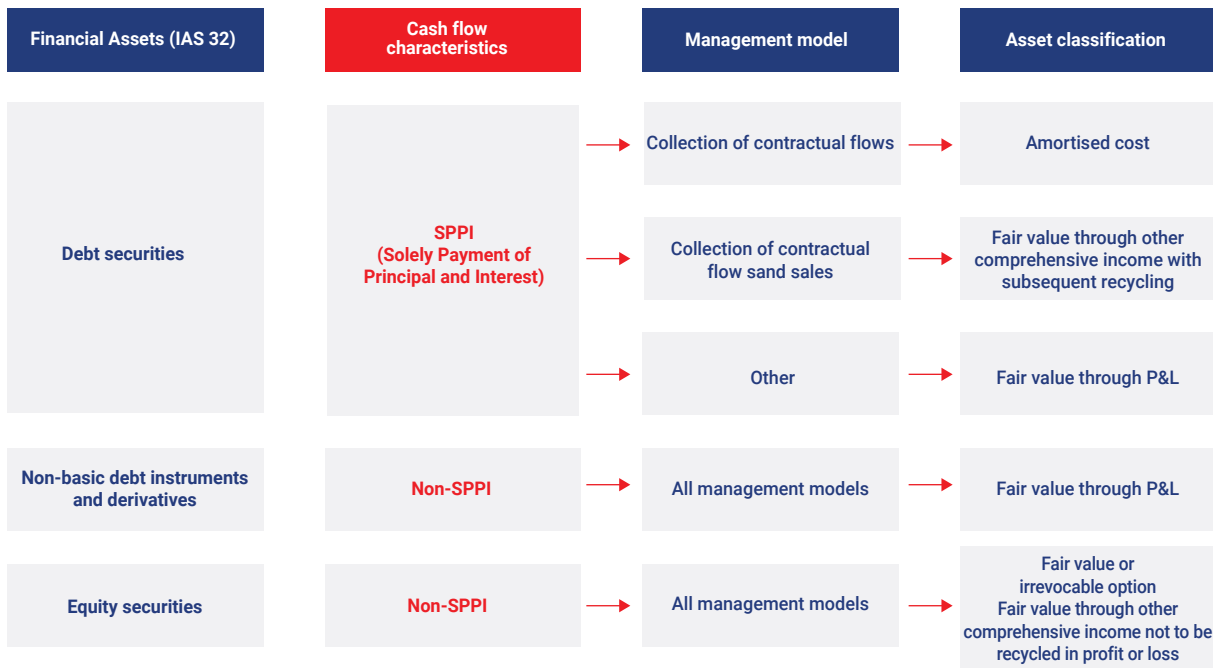 Financial Assets (IAS 32)
Cash flow
characteristics
Management model
Asset classification
Debt securities
SPPI
(Solely Payment of
Principal and Interest)
Collection of contractual flows
Amortised cost
Collection of contractual
flow sand sales
Fair value through other
comprehensive income with
subsequent recycling
Other
Fair value through P&L
Non-basic debt instruments
and derivatives
Non-SPPI
All management models
Fair value through P&L
Equity securities
Non-SPPI
All management models
Fair value or
irrevocable option
Fair value through other
comprehensive income not to be
recycled in profit or loss